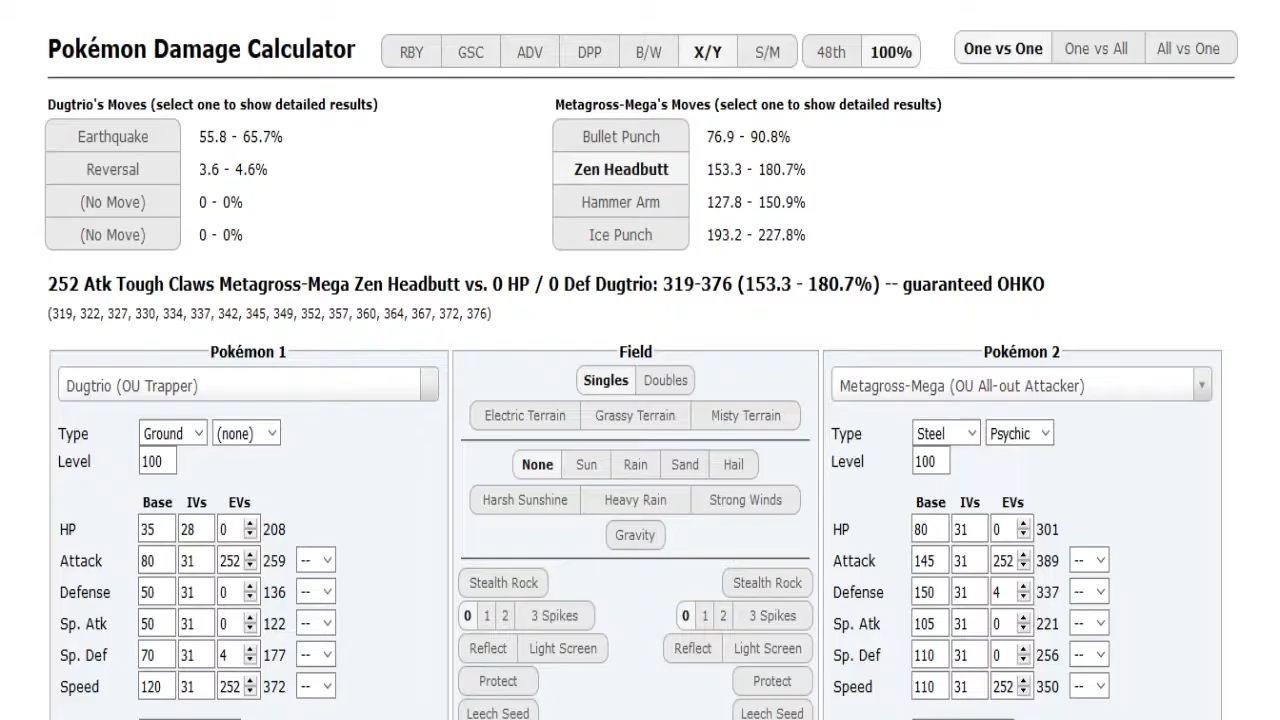 Pokémon Damage Calculator RBY GSC ADV DPP B/W X/Y S/M 48th 100% One vs One One vs All All vs One
Dugtrio's Moves (select one to show detailed results) Metagross-Mega's Moves (select one to show detailed results)
Earthquake 55.8 - 65.7% Bullet Punch 76.9 - 90.8%
Reversal 3.6 - 4.6% Zen Headbutt 153.3 - 180.7%
(No Move) 0 - 0% Hammer Arm 127.8 - 150.9%
(No Move) 0 - 0% Ice Punch 193.2 - 227.8%
252 Atk Tough Claws Metagross-Mega Zen Headbutt vs. 0 HP / 0 Def Dugtrio: 319-376 (153.3 - 180.7%) -- guaranteed OHKO
(319, 322, 327, 330, 334, 337, 342, 345, 349, 352, 357, 360, 364, 367, 372, 376)
Pokémon 1
Dugtrio (OU Trapper)
Type Ground (none)
Level 100
Base IVs EVs
HP 35 28 0 208
Attack 80 31 252 259 --
Defense 50 31 0 136 --
Sp. Atk 50 31 0 122 --
Sp. Def 70 31 4 177 --
Speed 120 31 252 372 --
Field
Singles Doubles
Electric Terrain Grassy Terrain Misty Terrain
None Sun Rain Sand Hail
Harsh Sunshine Heavy Rain Strong Winds
Gravity
Stealth Rock Stealth Rock
0 1 2 3 Spikes 0 1 2 3 Spikes
Reflect Light Screen Reflect Light Screen
Protect Protect
Leech Seed Leech Seed
Pokémon 2
Metagross-Mega (OU All-out Attacker)
Type Steel Psychic
Level 100
Base IVs EVs
HP 80 31 0 301
Attack 145 31 252 389 --
Defense 150 31 4 337 --
Sp. Atk 105 31 0 221 --
Sp. Def 110 31 0 256 --
Speed 110 31 252 350 --